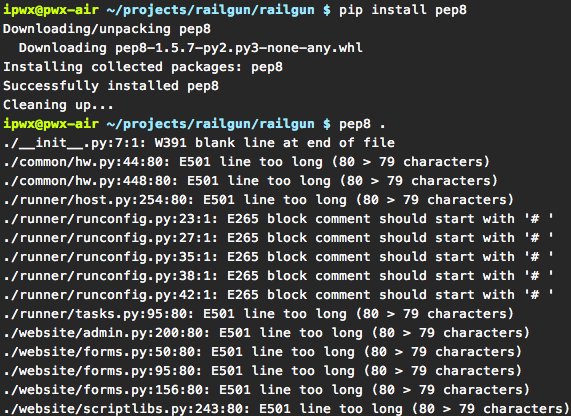 ipwx@pwx-air ~/projects/railgun/railgun $ pip install pep8
Downloading/unpacking pep8
  Downloading pep8-1.5.7-py2.py3-none-any.whl
Installing collected packages: pep8
Successfully installed pep8
Cleaning up...
ipwx@pwx-air ~/projects/railgun/railgun $ pep8 .
./__init__.py:7:1: W391 blank line at end of file
./common/hw.py:44:80: E501 line too long (80 > 79 characters)
./common/hw.py:448:80: E501 line too long (80 > 79 characters)
./runner/host.py:254:80: E501 line too long (80 > 79 characters)
./runner/runconfig.py:23:1: E265 block comment should start with '# '
./runner/runconfig.py:27:1: E265 block comment should start with '# '
./runner/runconfig.py:35:1: E265 block comment should start with '# '
./runner/runconfig.py:38:1: E265 block comment should start with '# '
./runner/runconfig.py:42:1: E265 block comment should start with '# '
./runner/tasks.py:95:80: E501 line too long (80 > 79 characters)
./website/admin.py:200:80: E501 line too long (80 > 79 characters)
./website/forms.py:50:80: E501 line too long (80 > 79 characters)
./website/forms.py:95:80: E501 line too long (80 > 79 characters)
./website/forms.py:156:80: E501 line too long (80 > 79 characters)
./website/scriptlibs.py:243:80: E501 line too long (80 > 79 characters)